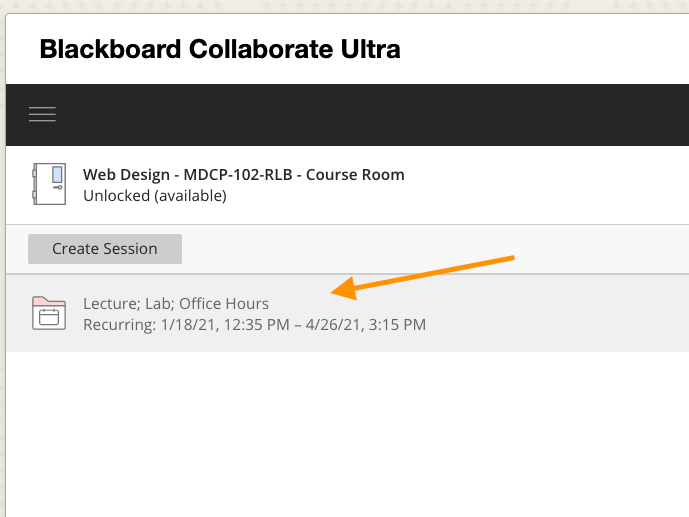 Blackboard Collaborate Ultra
Web Design - MDCP-102-RLB - Course Room
Unlocked (available)
Create Session
Lecture; Lab; Office Hours
Recurring: 1/18/21, 12:35 PM – 4/26/21, 3:15 PM